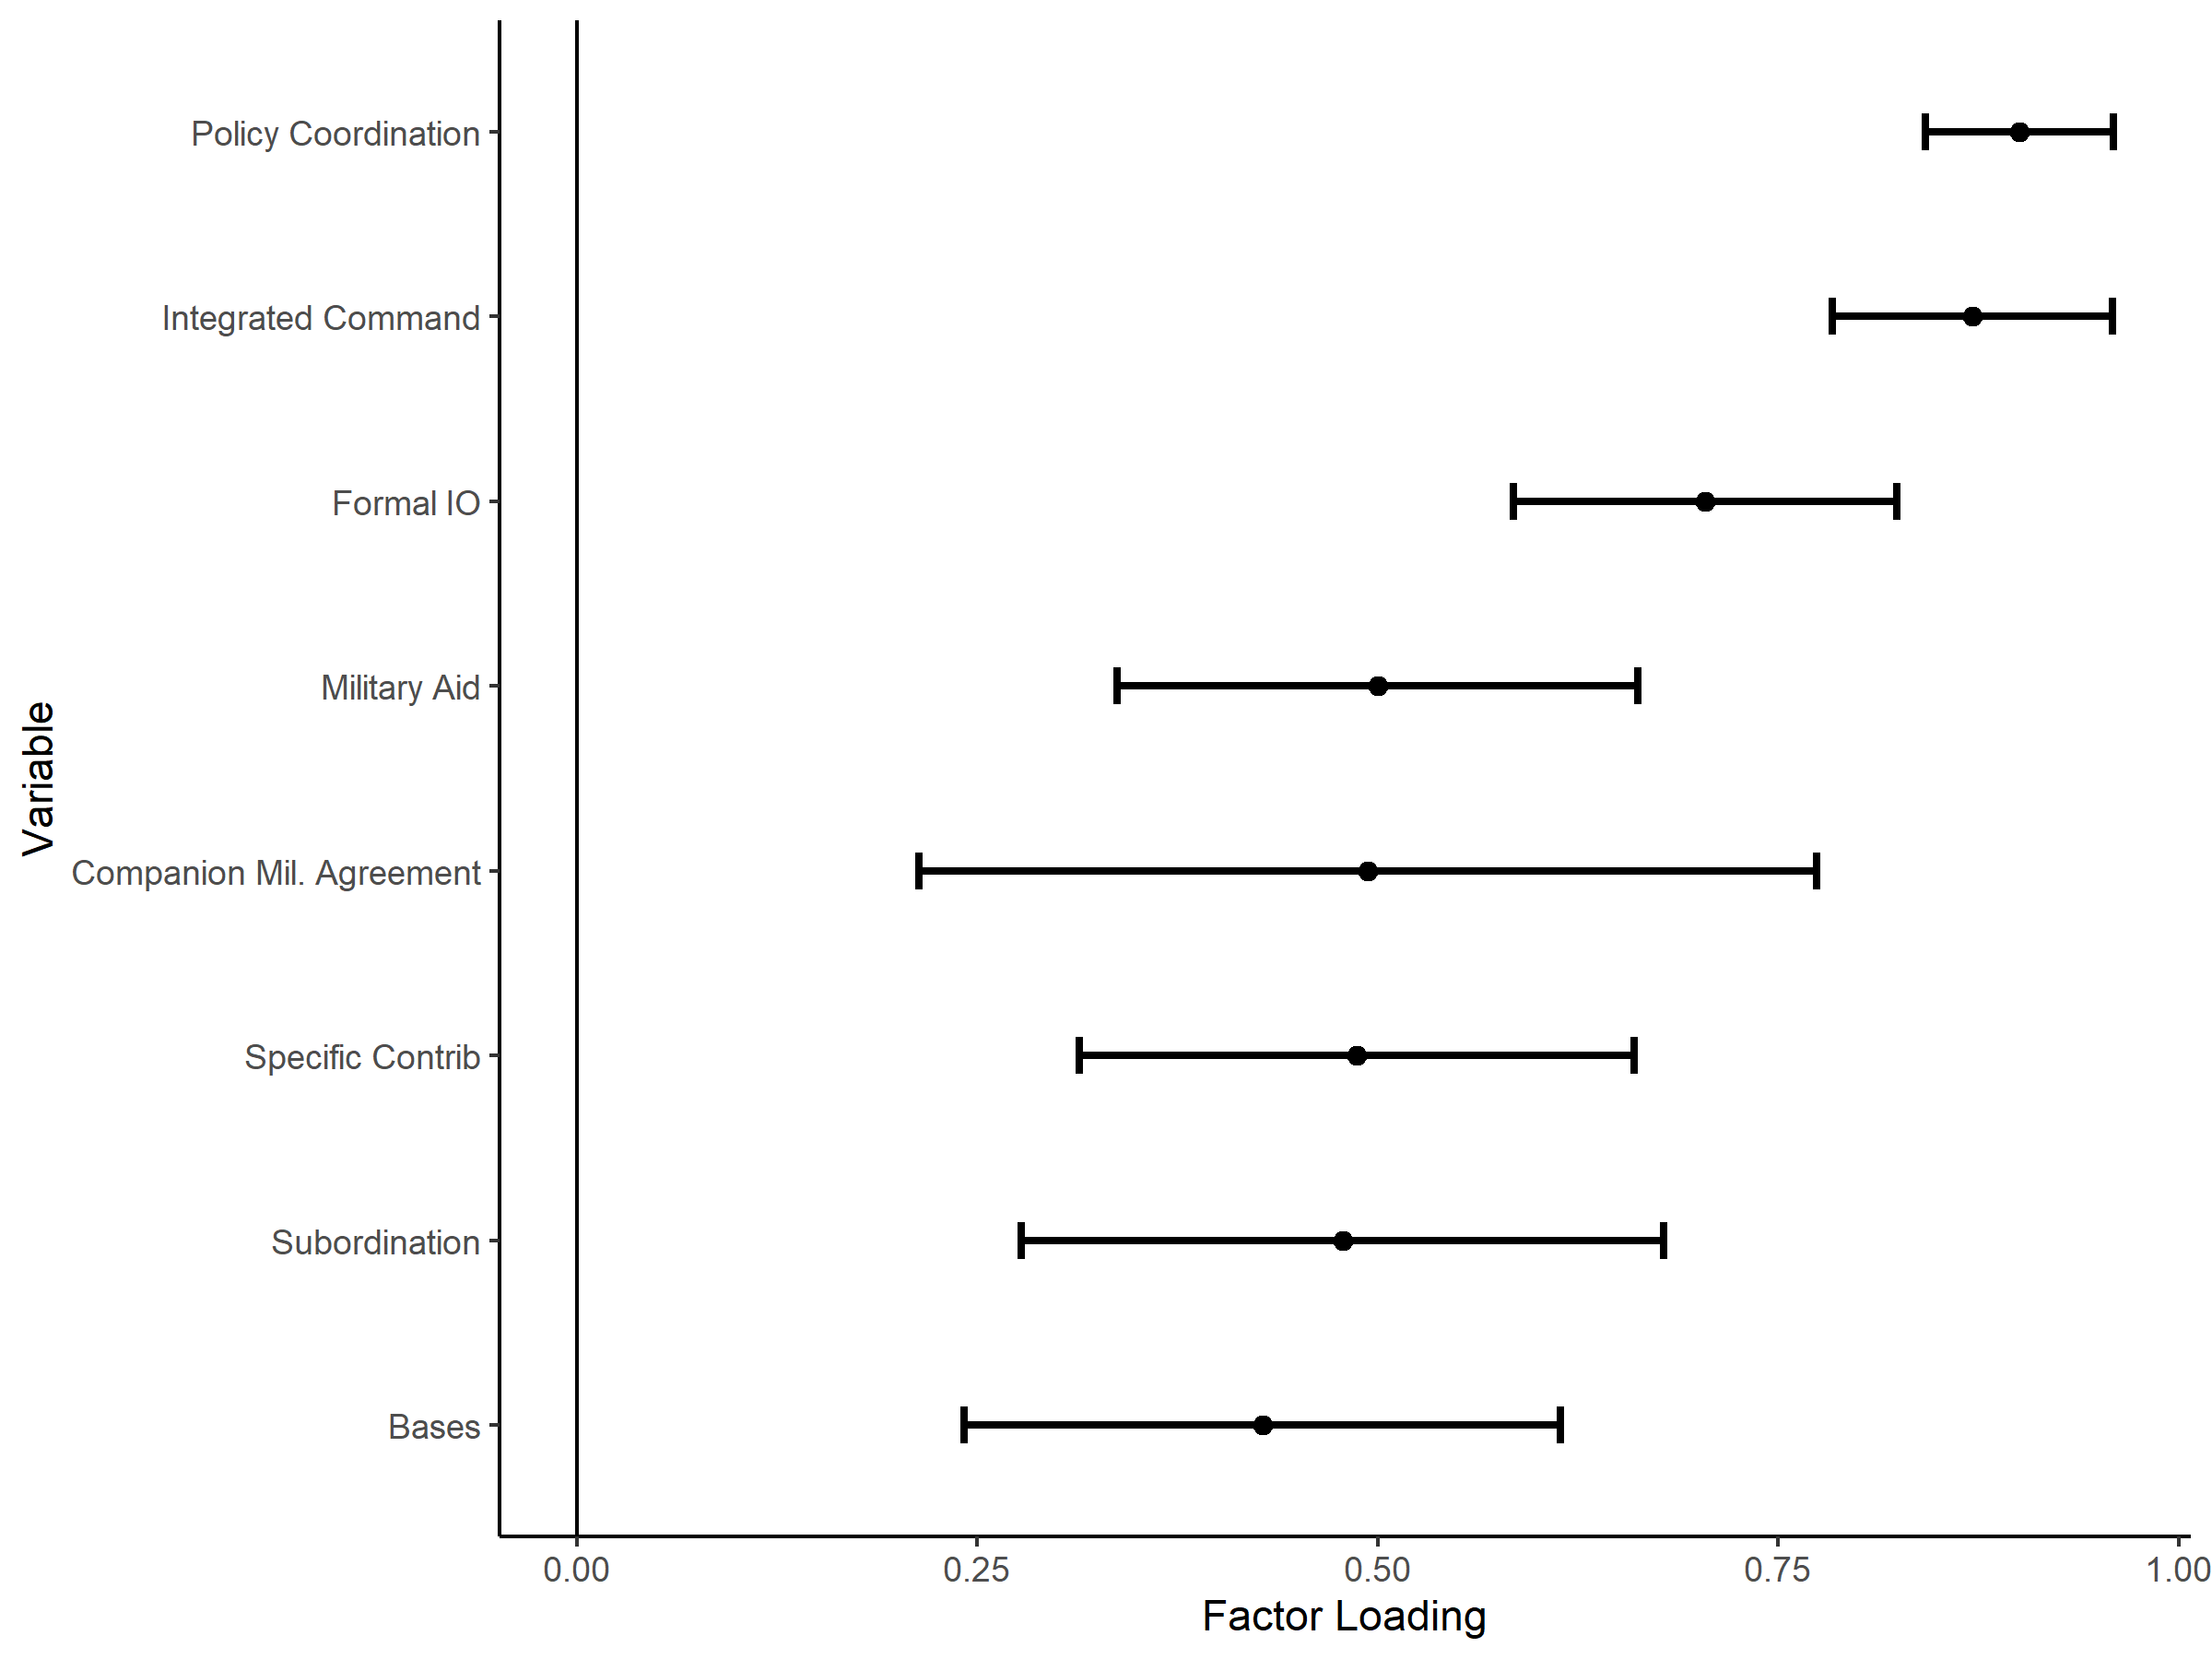 Variable
Policy Coordination
Integrated Command
Formal IO
Military Aid
Companion Mil. Agreement
Specific Contrib
Subordination
Bases
0.00 0.25 0.50 0.75 1.00
Factor Loading